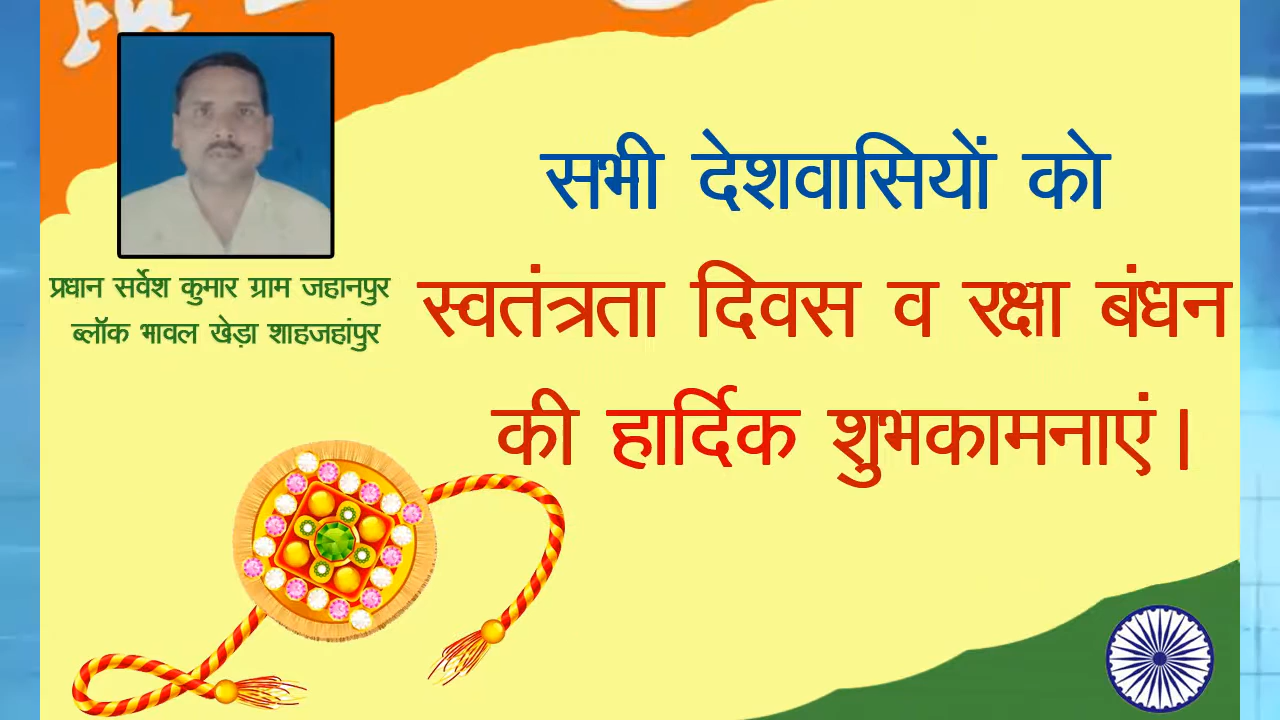 प्रधान सर्वेश कुमार ग्राम जहानपुर
ब्लॉक भावल खेड़ा शाहजहांपुर
सभी देशवासियों को
स्वतंत्रता दिवस व रक्षा बंधन
की हार्दिक शुभकामनाएं।